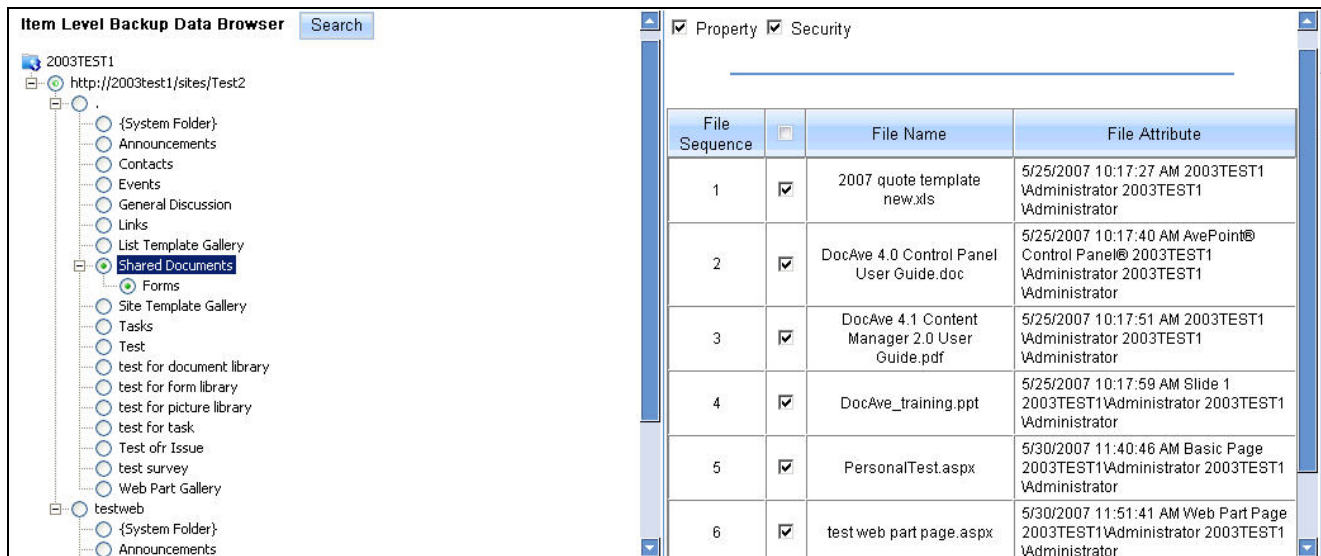 Item Level Backup Data Browser
Search
2003TEST1
http://2003test1/sites/Test2
.
{System Folder}
Announcements
Contacts
Events
General Discussion
Links
List Template Gallery
Shared Documents
Forms
Site Template Gallery
Tasks
Test
test for document library
test for form library
test for picture library
test for task
Test ofr Issue
test survey
Web Part Gallery
testweb
{System Folder}
Announcements
Property Security
File
Sequence
File Name
File Attribute
1
2007 quote template
new.xls
5/25/2007 10:17:27 AM 2003TEST1
\Administrator 2003TEST1
\Administrator
2
DocAve 4.0 Control Panel
User Guide.doc
5/25/2007 10:17:40 AM AvePoint®
Control Panel® 2003TEST1
\Administrator 2003TEST1
\Administrator
3
DocAve 4.1 Content
Manager 2.0 User
Guide.pdf
5/25/2007 10:17:51 AM 2003TEST1
\Administrator 2003TEST1
\Administrator
4
DocAve_training.ppt
5/25/2007 10:17:59 AM Slide 1
2003TEST1\Administrator 2003TEST1
\Administrator
5
PersonalTest.aspx
5/30/2007 11:40:46 AM Basic Page
2003TEST1\Administrator 2003TEST1
\Administrator
6
test web part page.aspx
5/30/2007 11:51:41 AM Web Part Page
2003TEST1\Administrator 2003TEST1
\Administrator